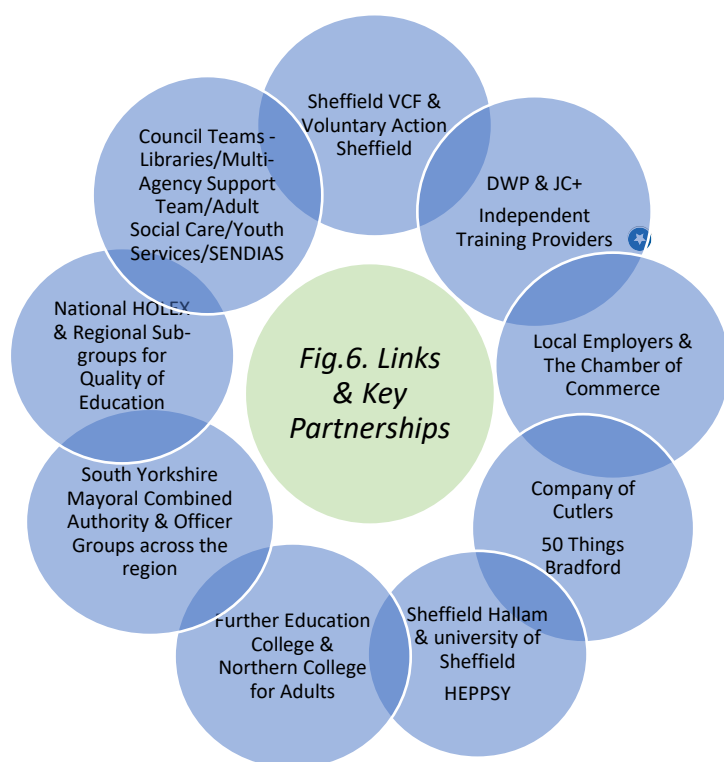 Sheffield VCF &
Voluntary Action
Sheffield
DWP & JC+
Independent
Training Providers
Local Employers &
The Chamber of
Commerce
Company of
Cutlers
50 Things
Bradford
Sheffield Hallam
& university of
Sheffield
HEPPSY
Further Education
College &
Northern College
for Adults
South Yorkshire
Mayoral Combined
Authority & Officer
Groups across the
region
National HOLEX
& Regional Sub-
groups for
Quality of
Education
Council Teams -
Libraries/Multi-
Agency Support
Team/Adult
Social Care/Youth
Services/SENDIAS
Fig.6. Links
& Key
Partnerships